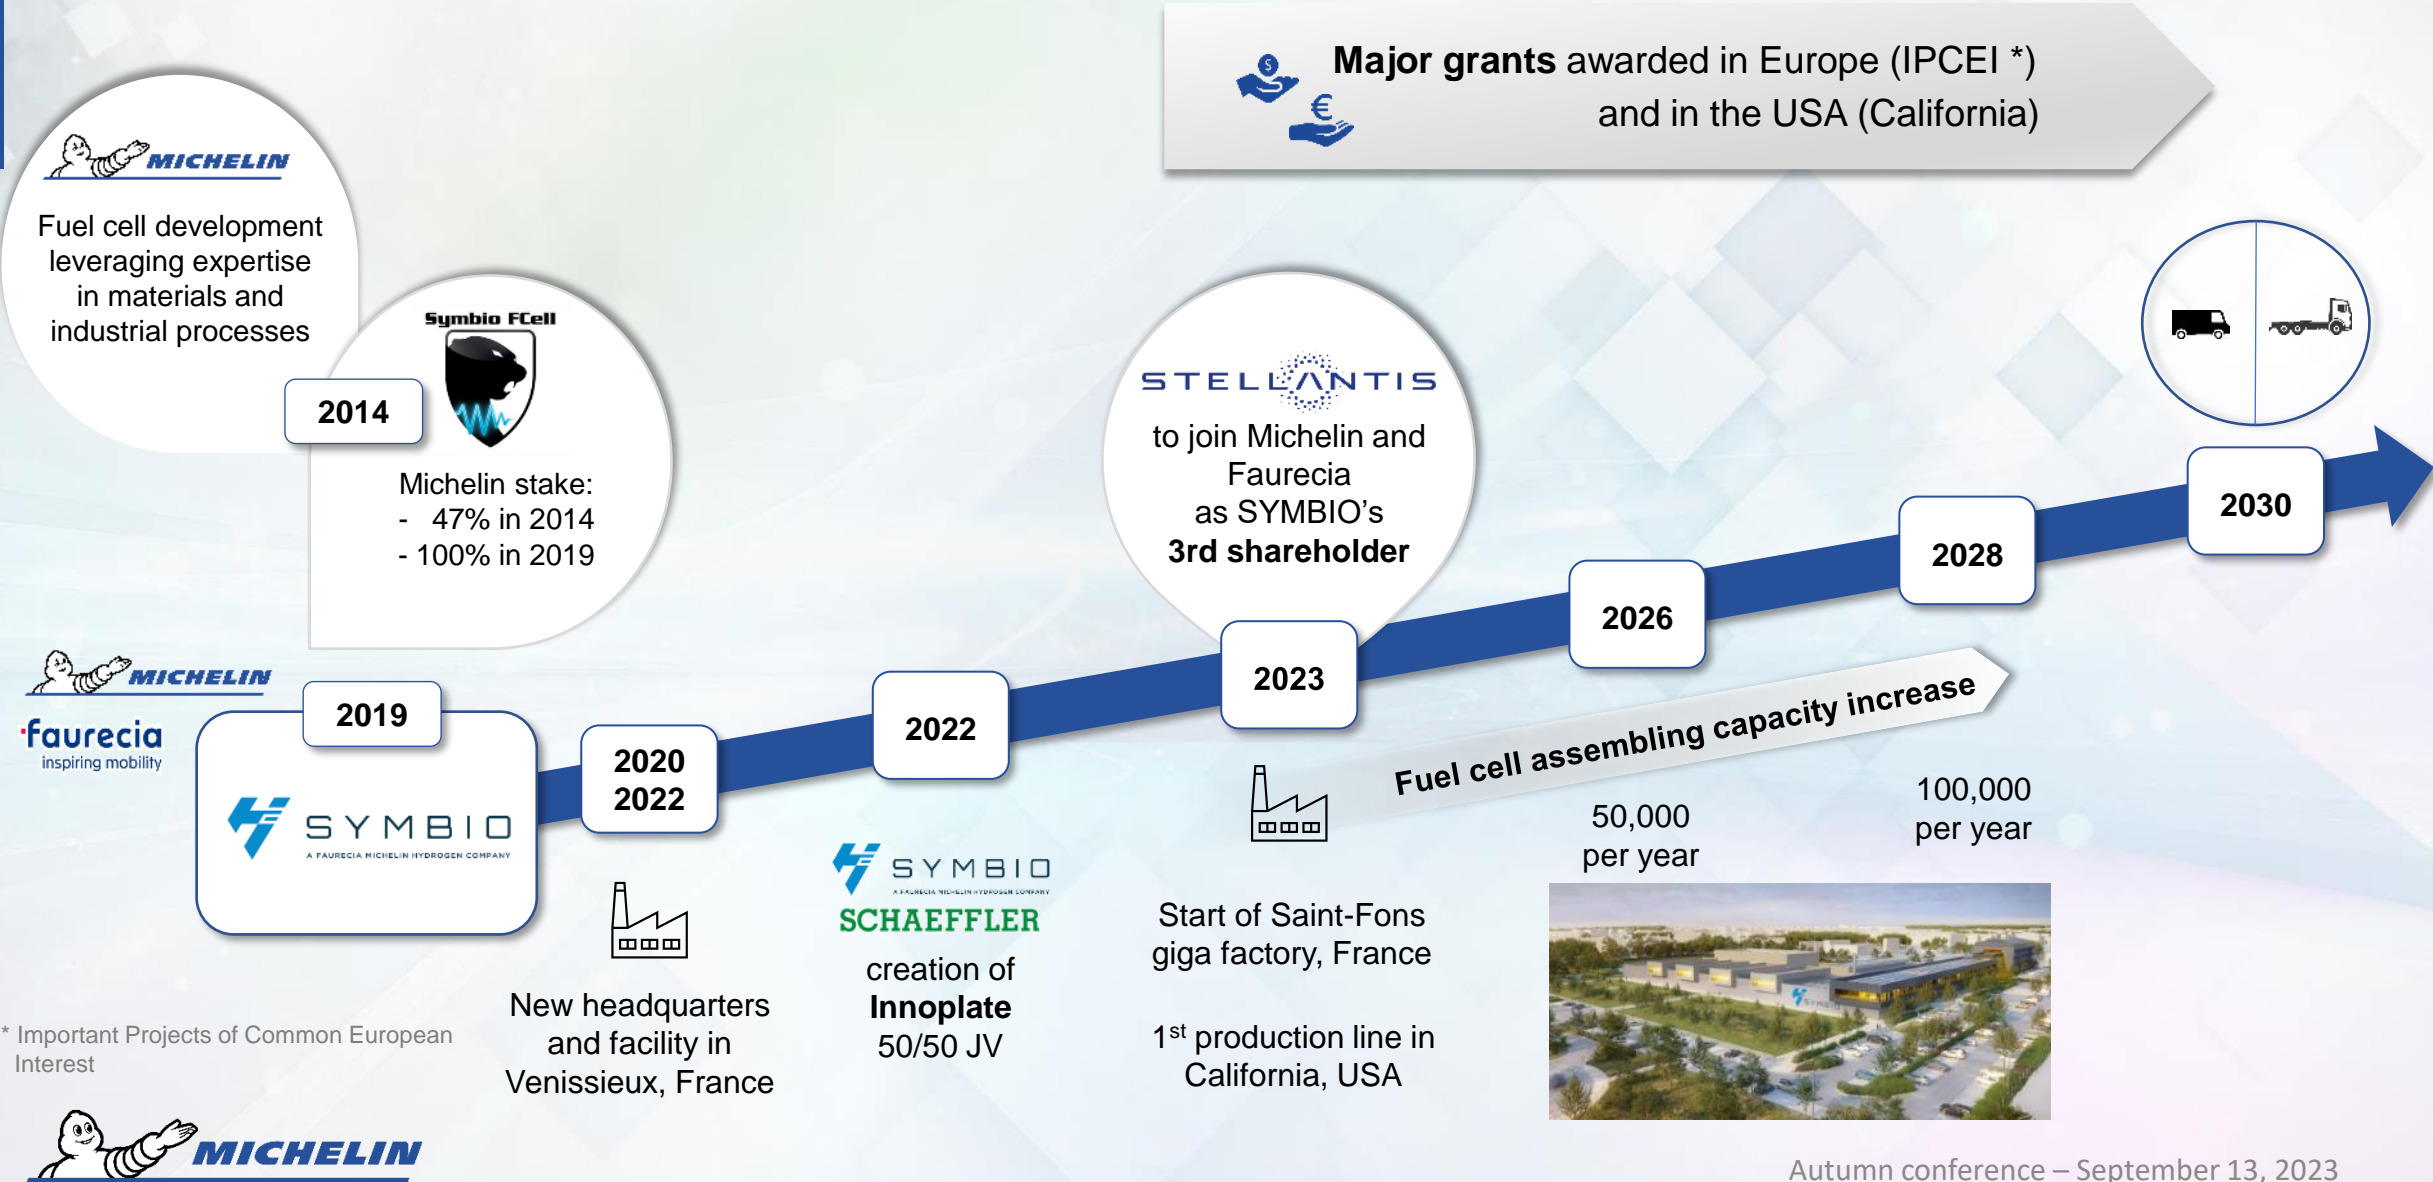 Major grants awarded in Europe (IPCEI *)
and in the USA (California)
MICHELIN
Fuel cell development
leveraging expertise
in materials and
industrial processes
2014
Symbio FCell
Michelin stake:
- 47% in 2014
- 100% in 2019
STELLANTIS
to join Michelin and
Faurecia
as SYMBIO’s
3rd shareholder
MICHELIN
faurecia
inspiring mobility
2019
SYMBIO
A FAURECIA MICHELIN HYDROGEN COMPANY
2020
2022
New headquarters
and facility in
Venissieux, France
2022
SYMBIO
A FAURECIA MICHELIN HYDROGEN COMPANY
SCHAEFFLER
creation of
Innoplate
50/50 JV
2023
Start of Saint-Fons
giga factory, France
1st production line in
California, USA
Fuel cell assembling capacity increase
2026
50,000
per year
2028
100,000
per year
SYMBIO
2030
* Important Projects of Common European
Interest
MICHELIN
Autumn conference – September 13, 2023